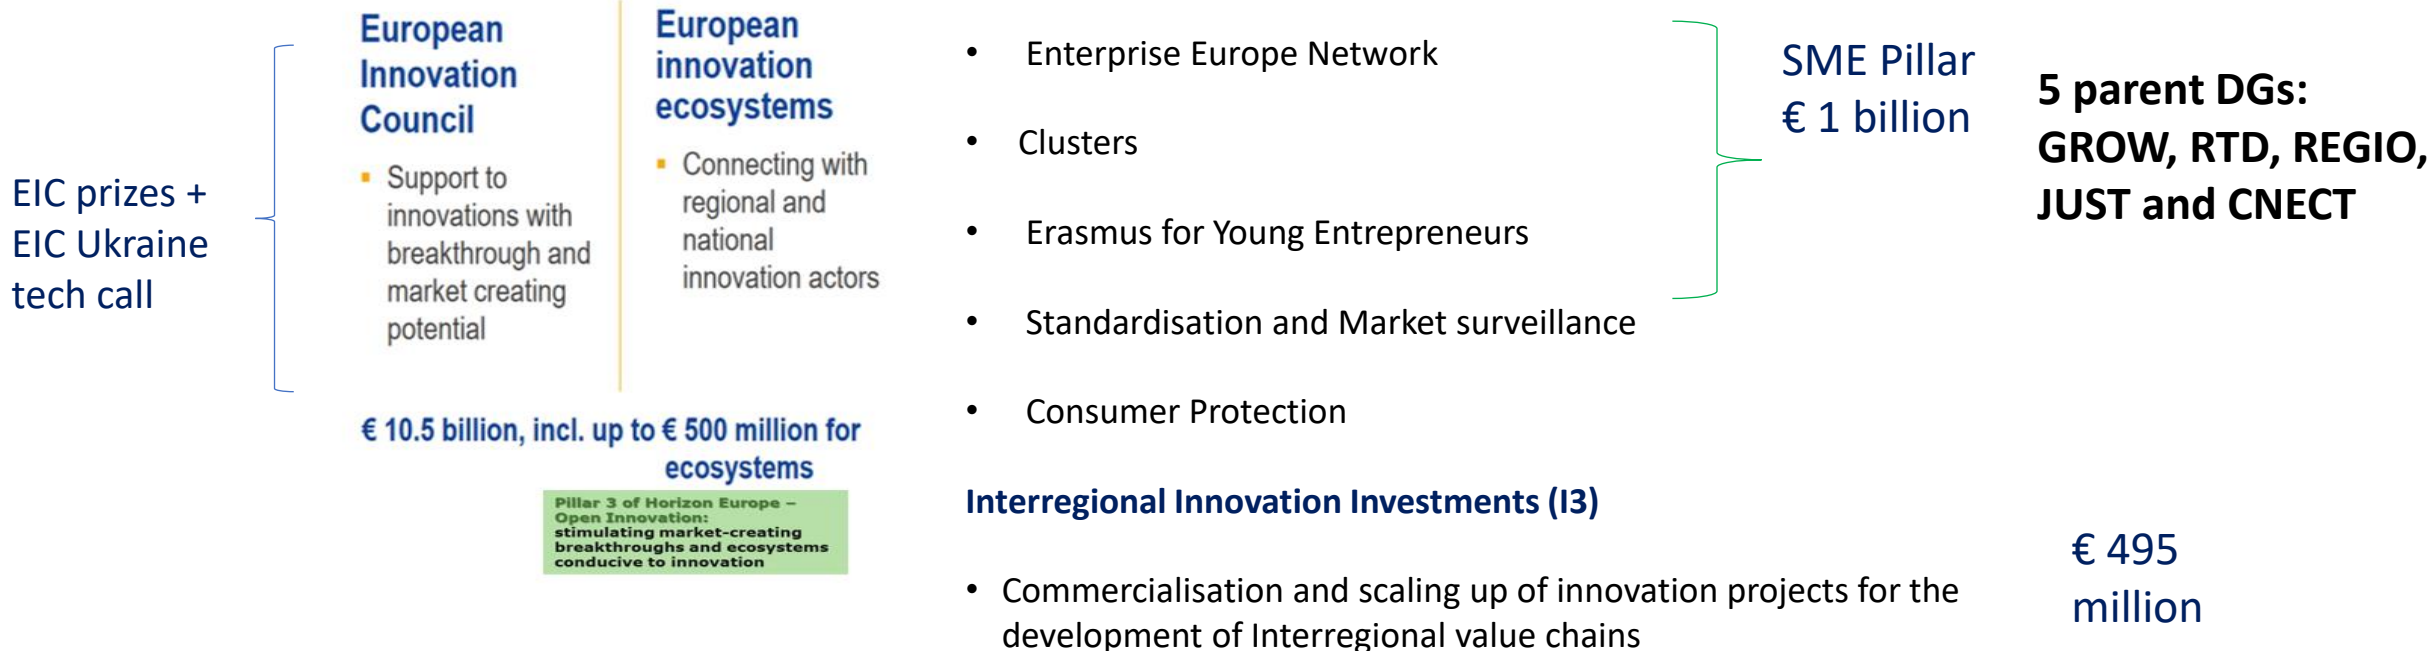 EIC prizes +
EIC Ukraine
tech call
European
Innovation
Council
▪ Support to
innovations with
breakthrough and
market creating
potential
European
innovation
ecosystems
▪ Connecting with
regional and
national
innovation actors
€ 10.5 billion, incl. up to € 500 million for
ecosystems
Pillar 3 of Horizon Europe –
Open Innovation:
stimulating market-creating
breakthroughs and ecosystems
conducive to innovation
• Enterprise Europe Network
• Clusters
• Erasmus for Young Entrepreneurs
• Standardisation and Market surveillance
• Consumer Protection
SME Pillar
€ 1 billion
5 parent DGs:
GROW, RTD, REGIO,
JUST and CNECT
Interregional Innovation Investments (I3)
• Commercialisation and scaling up of innovation projects for the
development of Interregional value chains
€ 495
million